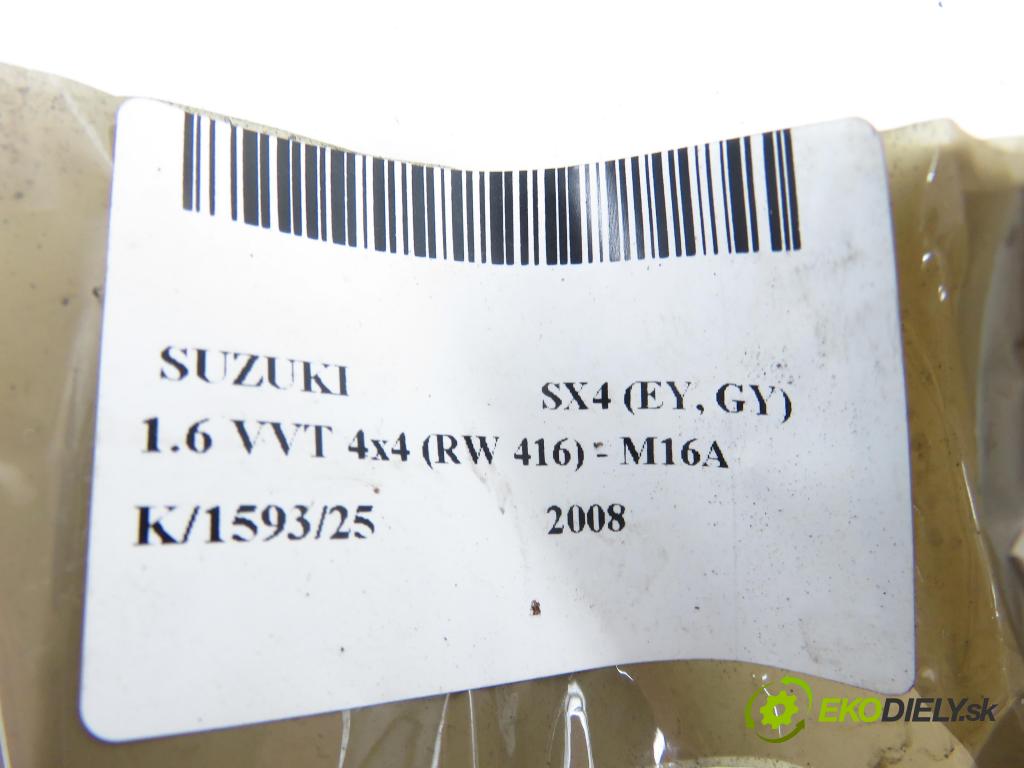 SUZUKI SX4 (EY, GY)
1.6 VVT 4x4 (RW 416) - M16A
K/1593/25 2008
EKODIELY.sk